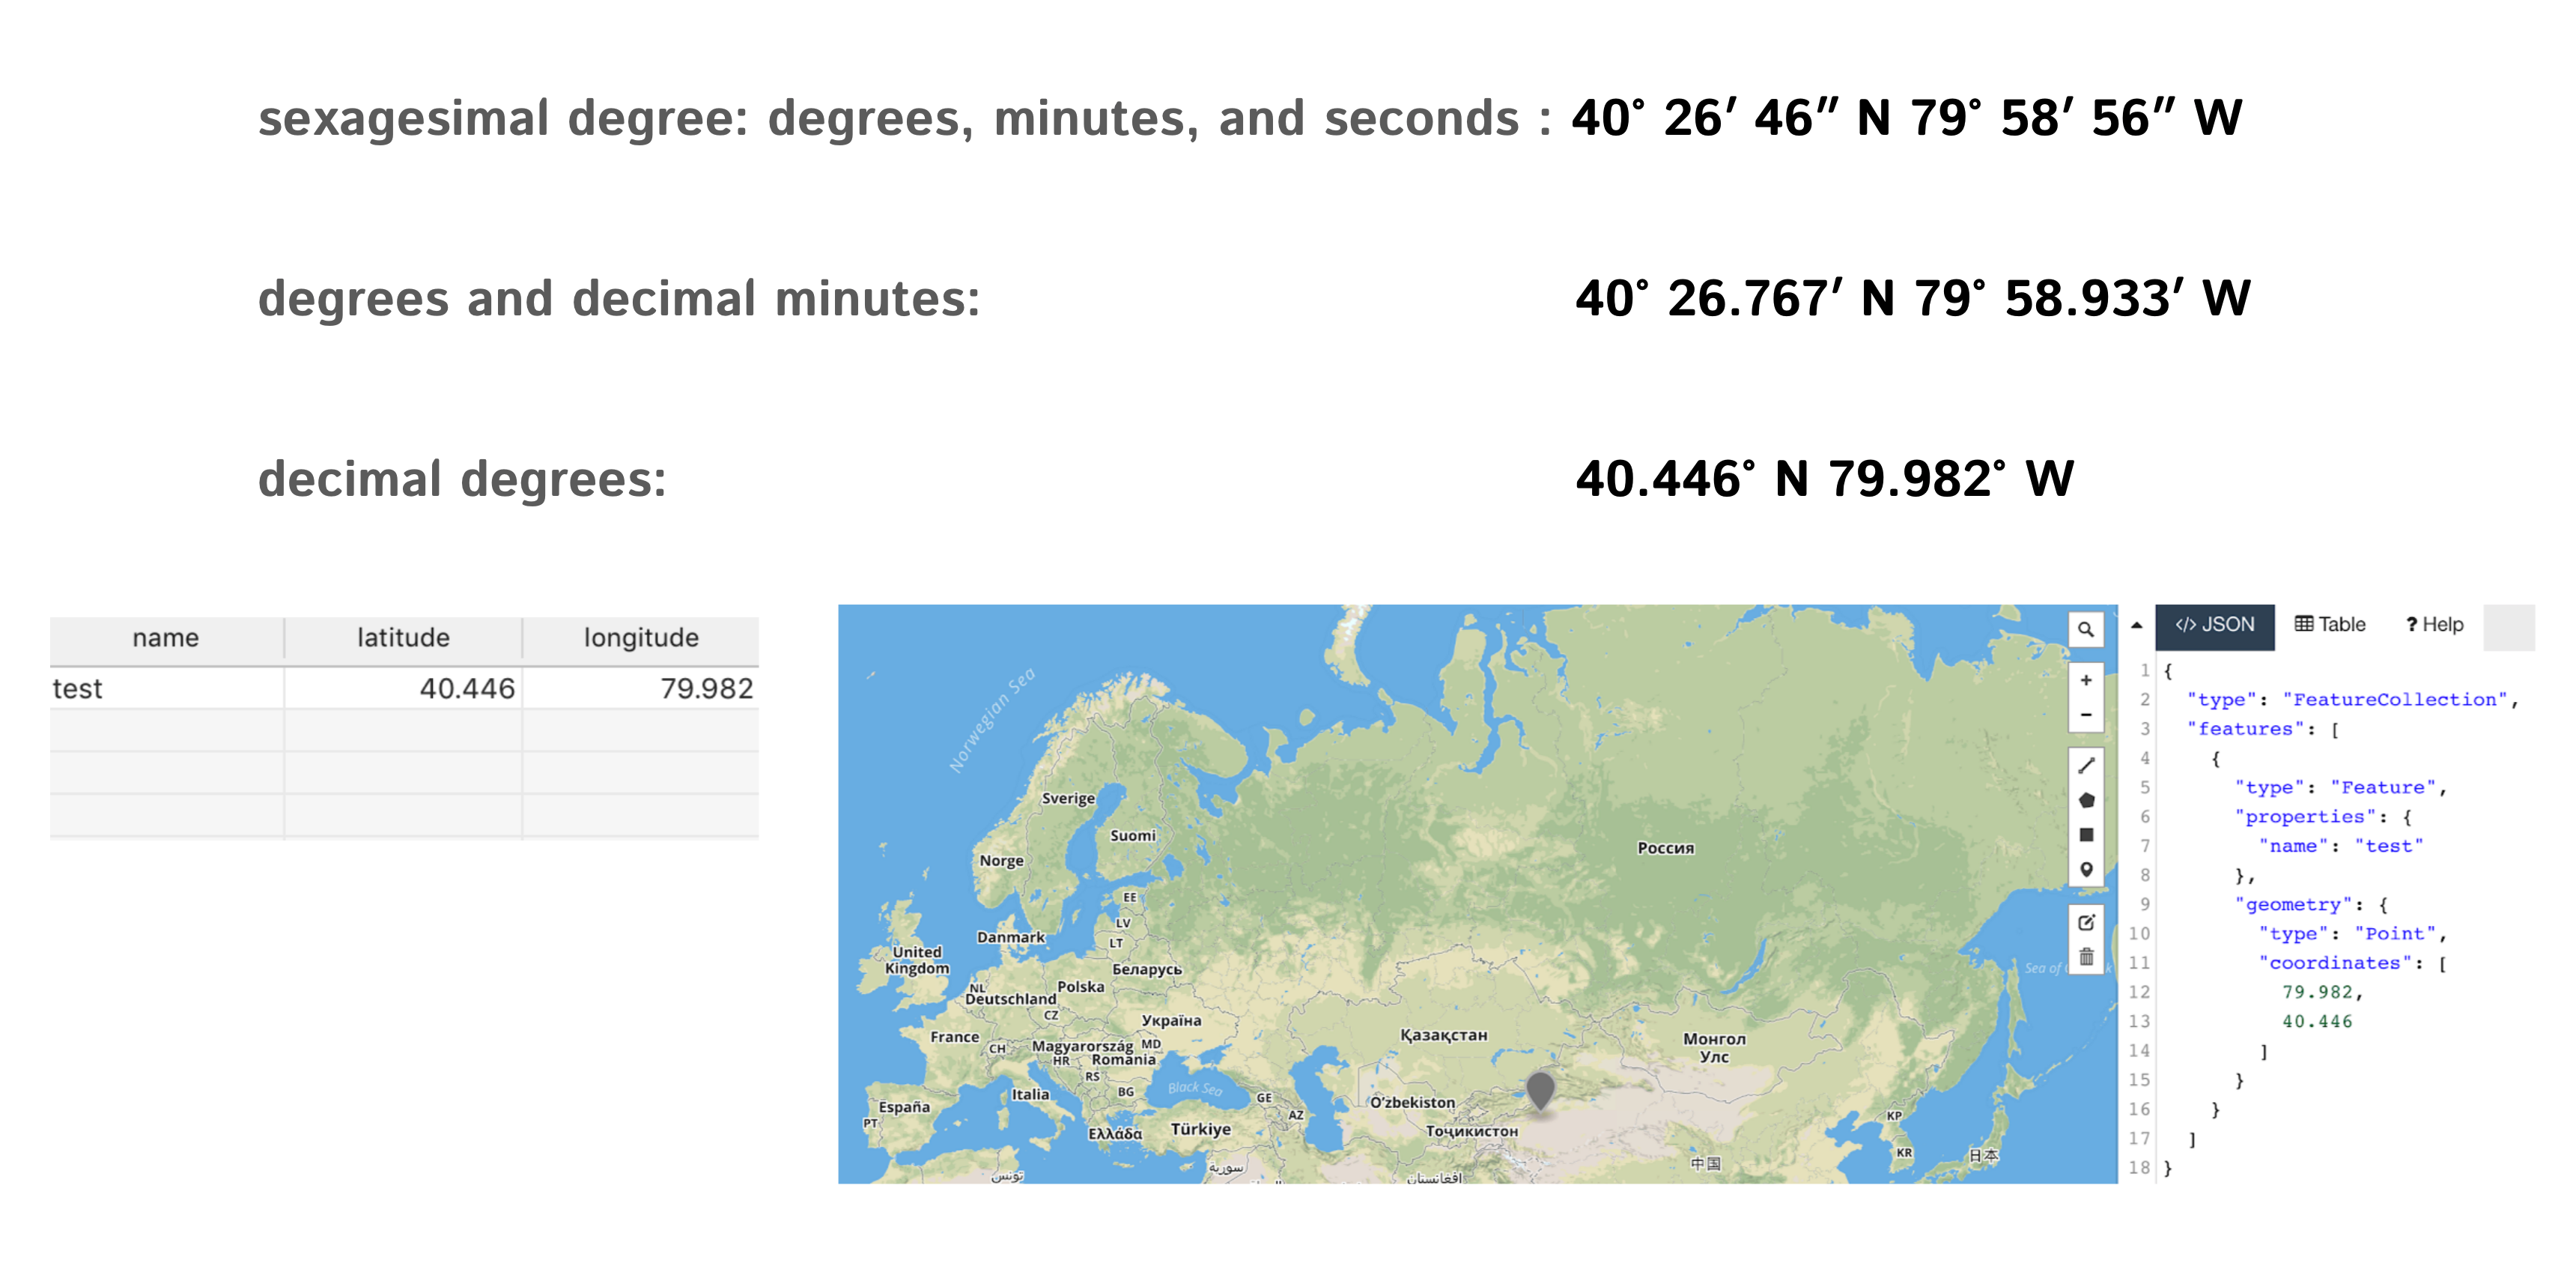 sexagesimal degree: degrees, minutes, and seconds : 40° 26′ 46″ N 79° 58′ 56″ W
degrees and decimal minutes: 40° 26.767′ N 79° 58.933′ W
decimal degrees: 40.446° N 79.982° W
name latitude longitude
test 40.446 79.982
Norwegian Sea
Sverige
Suomi
Norge
Россия
EE
LV
Danmark
LT
United
Kingdom
Беларусь
NL
Polska
Deutschland
CZ
Україна
France
CH
Magyarország
MD
HR
Romania
RS
Black Sea
BG
Italia
GE
España
AZ
PT
Ελλάδα
Türkiye
سورية
تونس
Қазақстан
Монгол
Улс
O'zbekiston
Тоҷикистон
افغانستان
中国
KP
KR
日本
Sea of
</> JSON Table ? Help
1 {
2 "type": "FeatureCollection",
3 "features": [
4 {
5 "type": "Feature",
6 "properties": {
7 "name": "test"
8 },
9 "geometry": {
10 "type": "Point",
11 "coordinates": [
12 79.982,
13 40.446
14 ]
15 }
16 }
17 ]
18 }